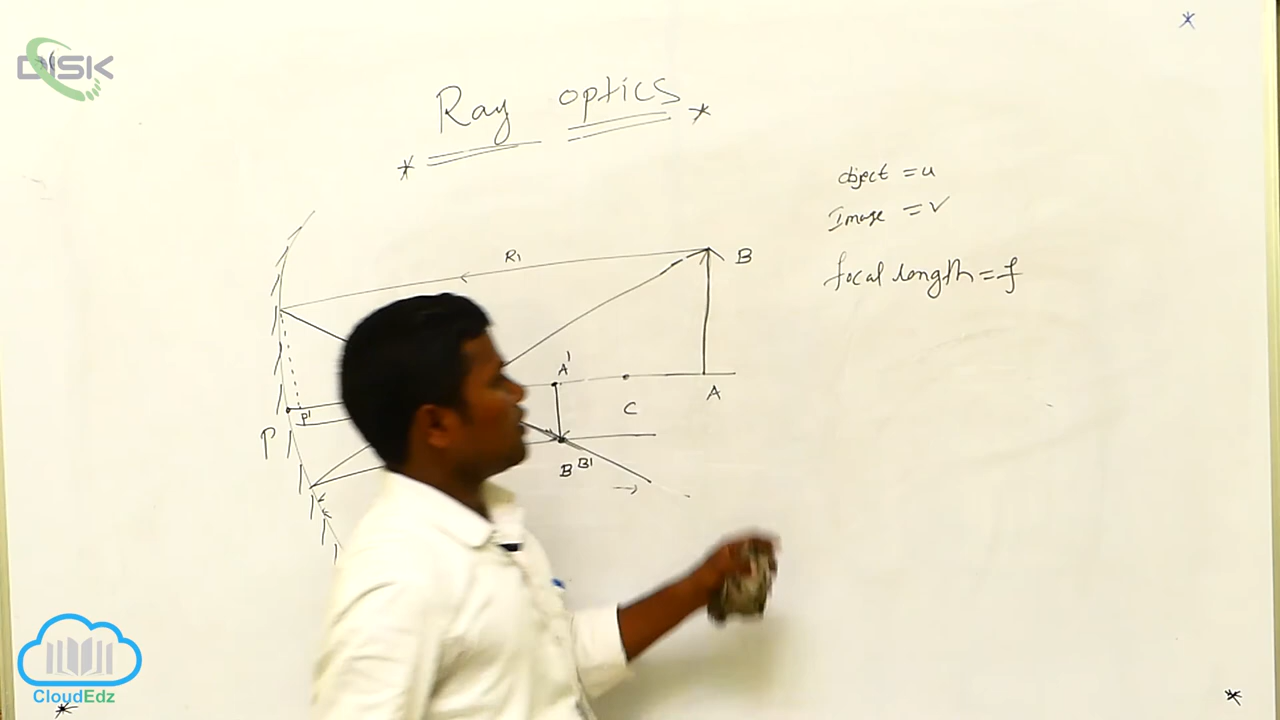 DISK
Ray optics
object = u
Image = v
focal length = f
R1
B
A'
C
A
P'
P
B B'
CloudEdz